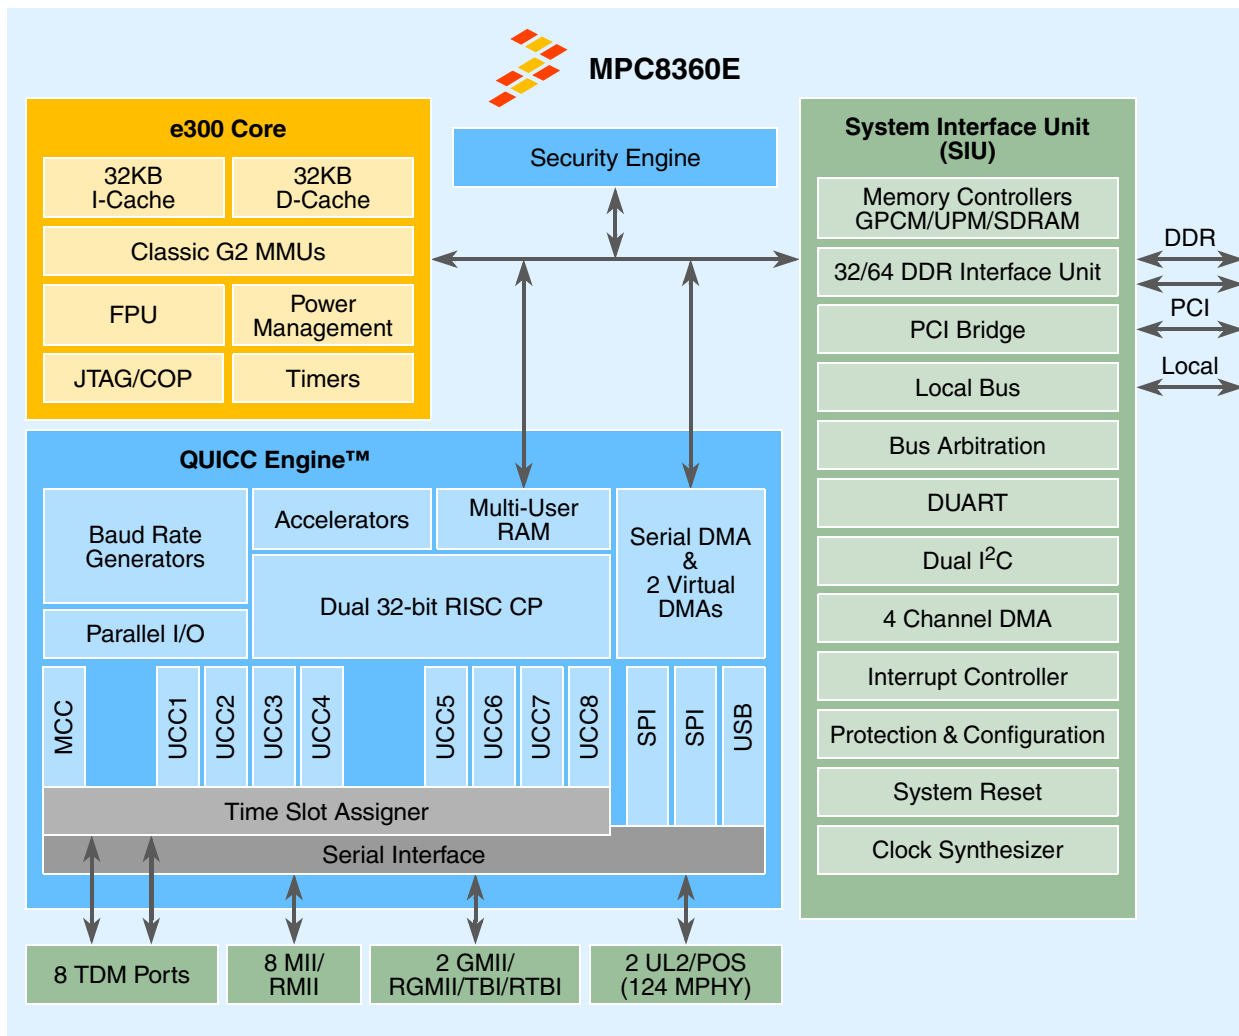 MPC8360E
e300 Core
32KB
I-Cache
32KB
D-Cache
Classic G2 MMUs
FPU
Power
Management
JTAG/COP
Timers
Security Engine
System Interface Unit
(SIU)
Memory Controllers
GPCM/UPM/SDRAM
32/64 DDR Interface Unit
PCI Bridge
Local Bus
Bus Arbitration
DUART
Dual I²C
4 Channel DMA
Interrupt Controller
Protection & Configuration
System Reset
Clock Synthesizer
DDR
PCI
Local
QUICC Engine™
Baud Rate
Generators
Parallel I/O
Accelerators
Multi-User
RAM
Dual 32-bit RISC CP
Serial DMA
&
2 Virtual
DMAs
MCC
UCC1
UCC2
UCC3
UCC4
UCC5
UCC6
UCC7
UCC8
SPI
SPI
USB
Time Slot Assigner
Serial Interface
8 TDM Ports
8 MII/
RMII
2 GMII/
RGMII/TBI/RTBI
2 UL2/POS
(124 MPHY)